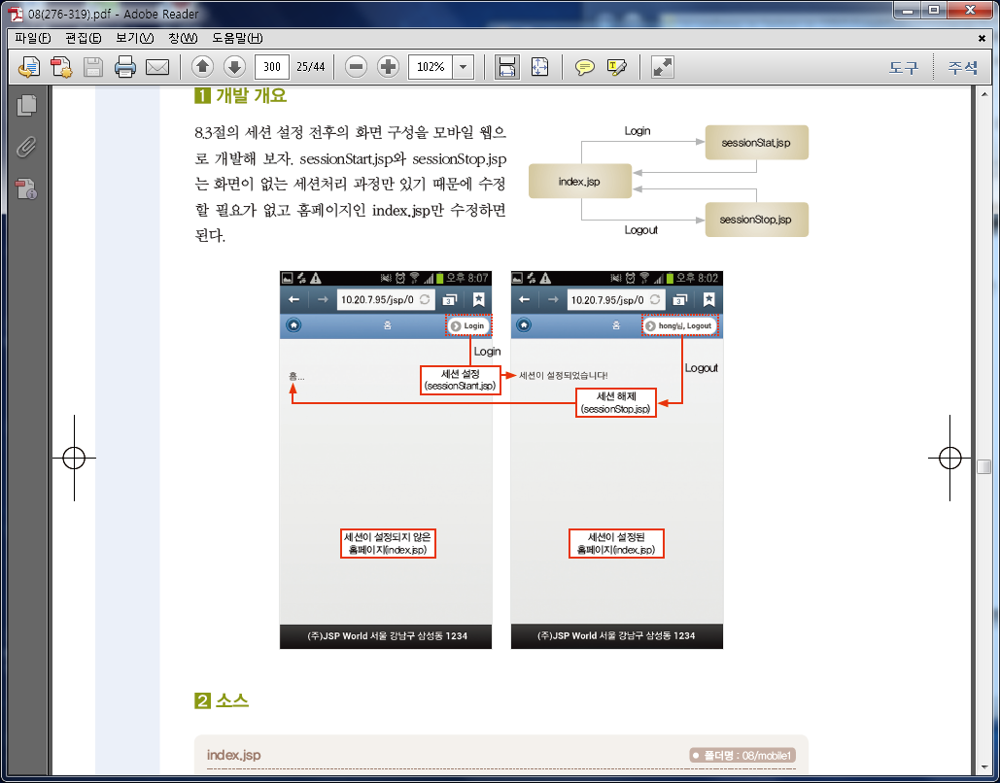 08(276-319).pdf - Adobe Reader
파일(F) 편집(E) 보기(V) 창(W) 도움말(H)
300 25/44 102% 도구 주석
1 개발 개요
8.3절의 세션 설정 전후의 화면 구성을 모바일 웹으
로 개발해 보자. sessionStart.jsp와 sessionStop.jsp
는 화면이 없는 세션처리 과정만 있기 때문에 수정
할 필요가 없고 홈페이지인 index.jsp만 수정하면
된다.
Login
sessionStat.jsp
index.jsp
sessionStop.jsp
Logout
오후 8:07
10.20.7.95/jsp/0
3
홈
Login
Login
홈...
세션 설정
(sessionStart.jsp)
세션이 설정되지 않은
홈페이지(index.jsp)
(주)JSP World 서울 강남구 삼성동 1234
오후 8:02
10.20.7.95/jsp/0
3
홈
hong님, Logout
Logout
세션이 설정되었습니다!
세션 해제
(sessionStop.jsp)
세션이 설정된
홈페이지(index.jsp)
(주)JSP World 서울 강남구 삼성동 1234
2 소스
index.jsp
폴더명 : 08/mobile1